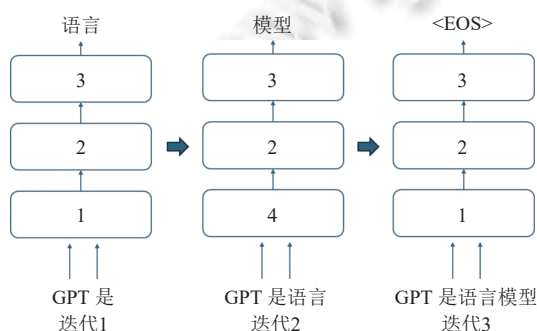 语言 模型 <EOS>
3 3 3
2 2 2
1 4 1
GPT 是 GPT 是语言 GPT 是语言模型
迭代1 迭代2 迭代3